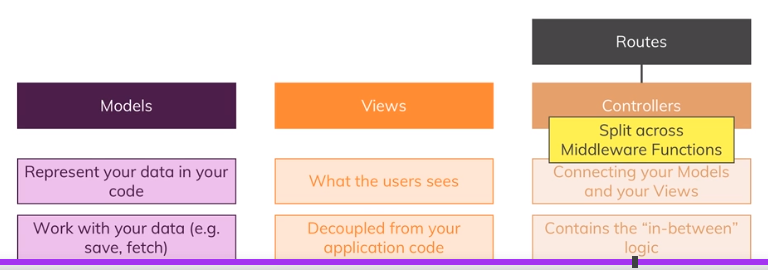 Routes
Models
Views
Controllers
Split across
Middleware Functions
Represent your data in your
code
What the users sees
Connecting your Models
and your Views
Work with your data (e.g.
save, fetch)
Decoupled from your
application code
Contains the “in-between”
logic